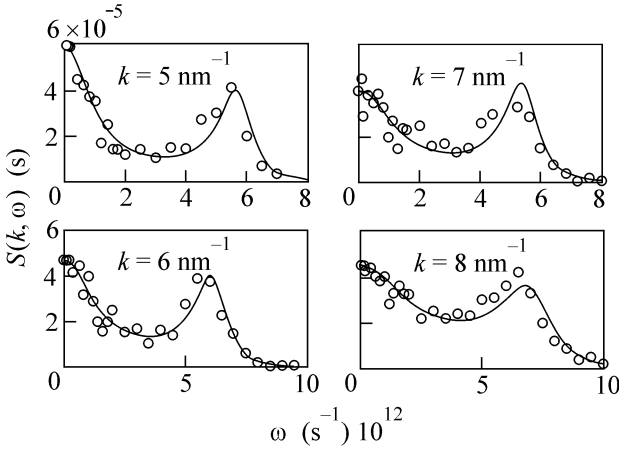 6 ×10⁻⁵
4
2
0
k = 5 nm⁻¹
0 2 4 6 8
k = 7 nm⁻¹
0 2 4 6 8
S(k, ω) (s)
6
4
2
0
k = 6 nm⁻¹
0 5 10
k = 8 nm⁻¹
0 5 10
ω (s⁻¹) 10¹²